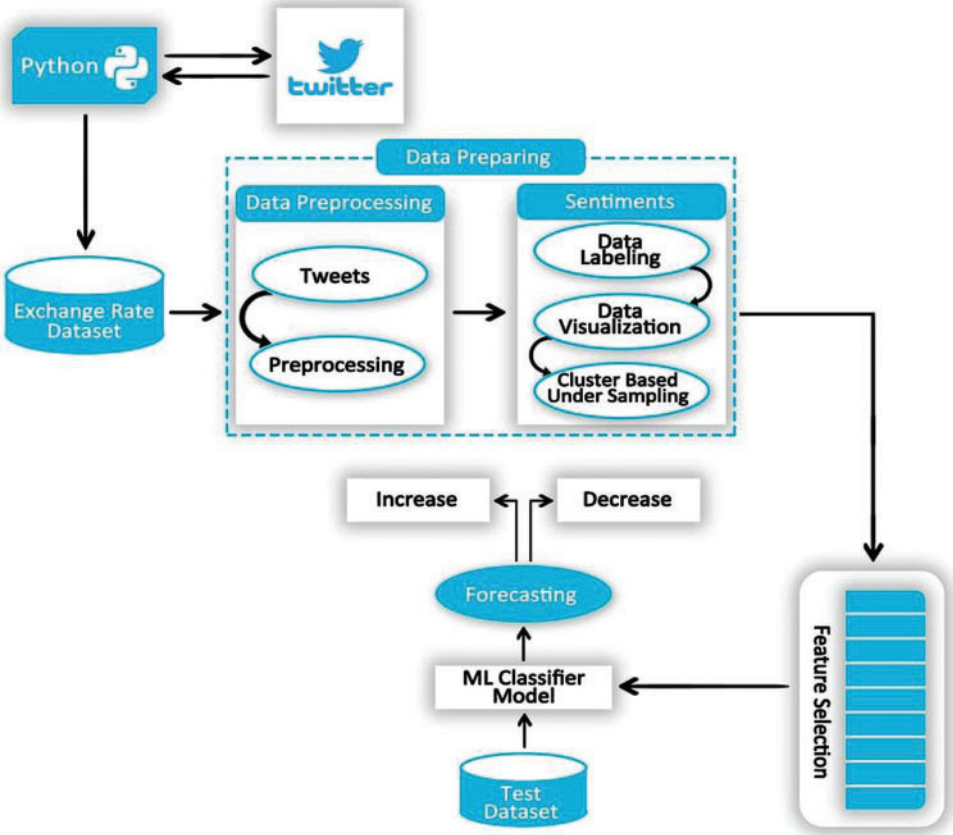 Python
twitter
Data Preparing
Data Preprocessing
Sentiments
Tweets
Preprocessing
Data
Labeling
Data
Visualization
Cluster Based
Under Sampling
Exchange Rate
Dataset
Increase
Decrease
Forecasting
ML Classifier
Model
Test
Dataset
Feature Selection